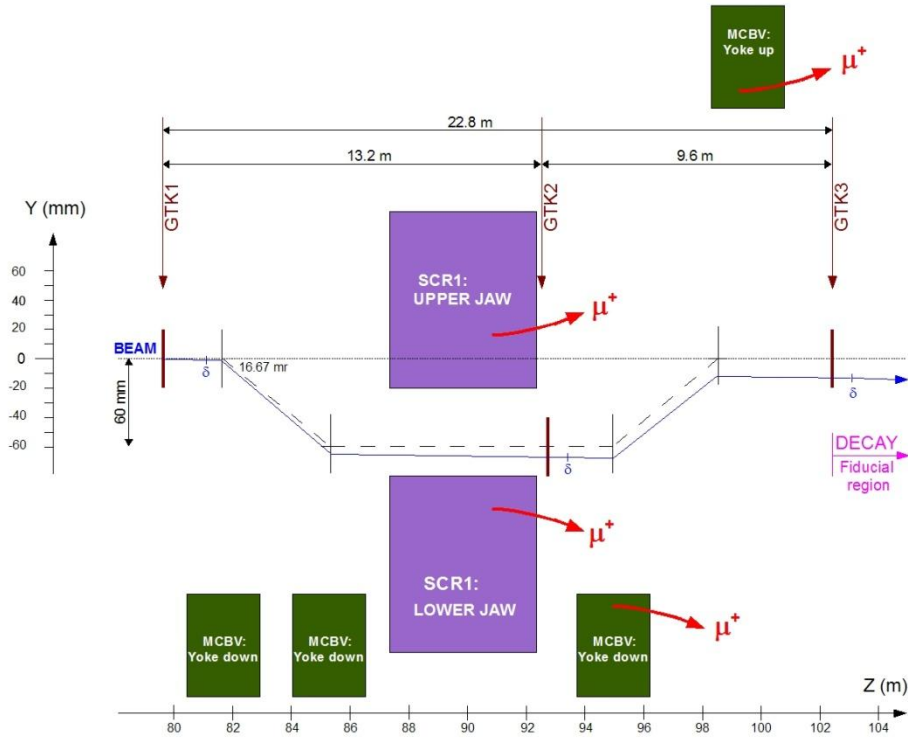 MCBV:
Yoke up
μ⁺
22.8 m
13.2 m
9.6 m
GTK1
GTK2
GTK3
Y (mm)
60
40
20
0
-20
-40
-60
SCR1:
UPPER JAW
μ⁺
BEAM
δ
16.67 mr
60 mm
δ
δ
DECAY
Fiducial
region
μ⁺
SCR1:
LOWER JAW
MCBV:
Yoke down
MCBV:
Yoke down
MCBV:
Yoke down
μ⁺
Z (m)
80 82 84 86 88 90 92 94 96 98 100 102 104